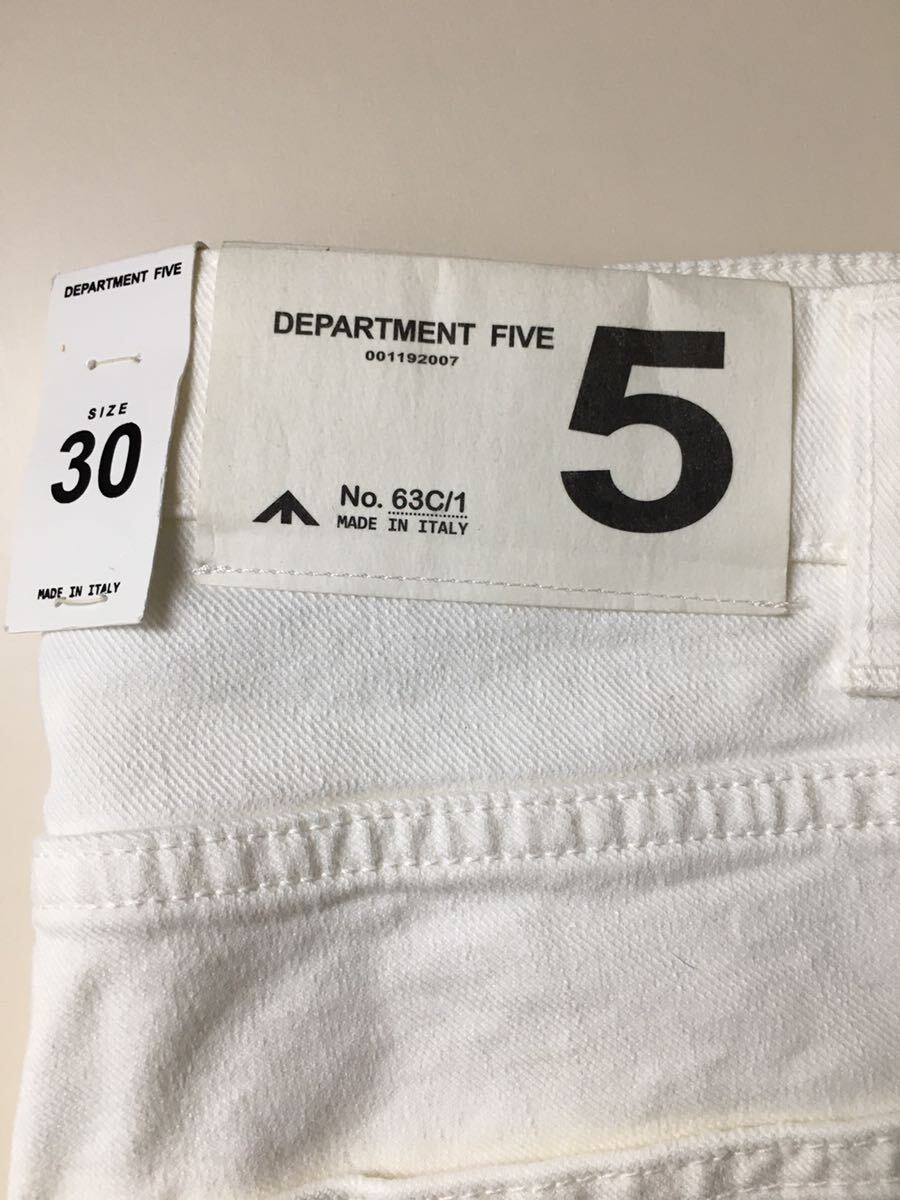 DEPARTMENT FIVE
SIZE
30
MADE IN ITALY
DEPARTMENT FIVE
001192007
5
No. 63C/1
MADE IN ITALY